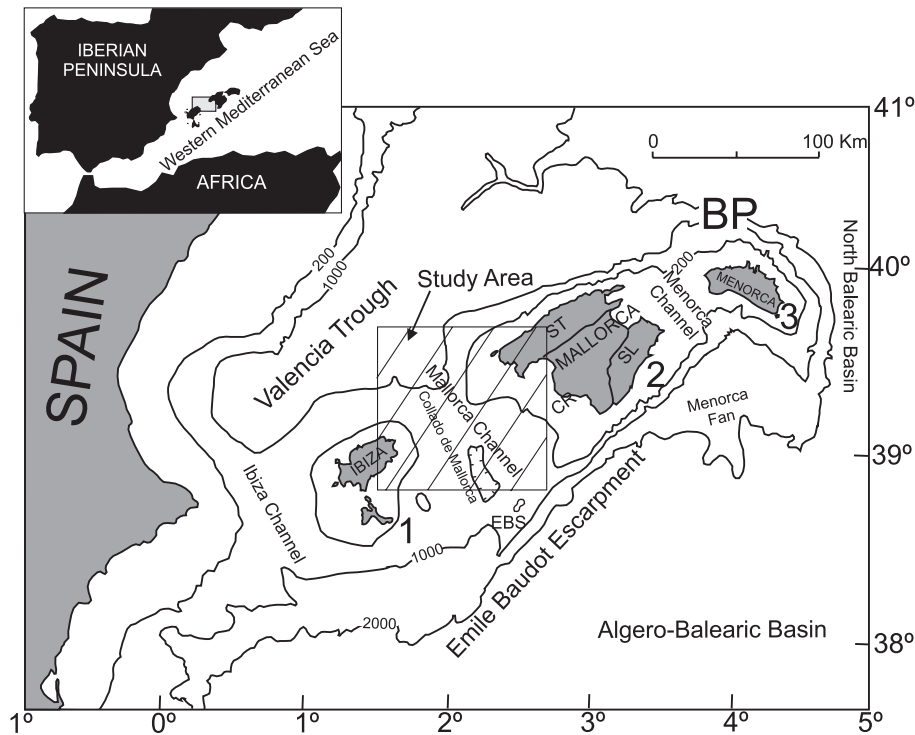 IBERIAN
PENINSULA
Western Mediterranean Sea
AFRICA
41º
0 100 Km
BP
200
1000
200
North Balearic Basin
40º
SPAIN
Study Area
Valencia Trough
Menorca
Channel
MENORCA
3
ST
MALLORCA
SL
2
CR
Mallorca Channel
Collado de Mallorca
Menorca
Fan
39º
IBIZA
Ibiza Channel
1
EBS
1000
Emile Baudot Escarpment
2000
Algero-Balearic Basin
38º
1º 0º 1º 2º 3º 4º 5º